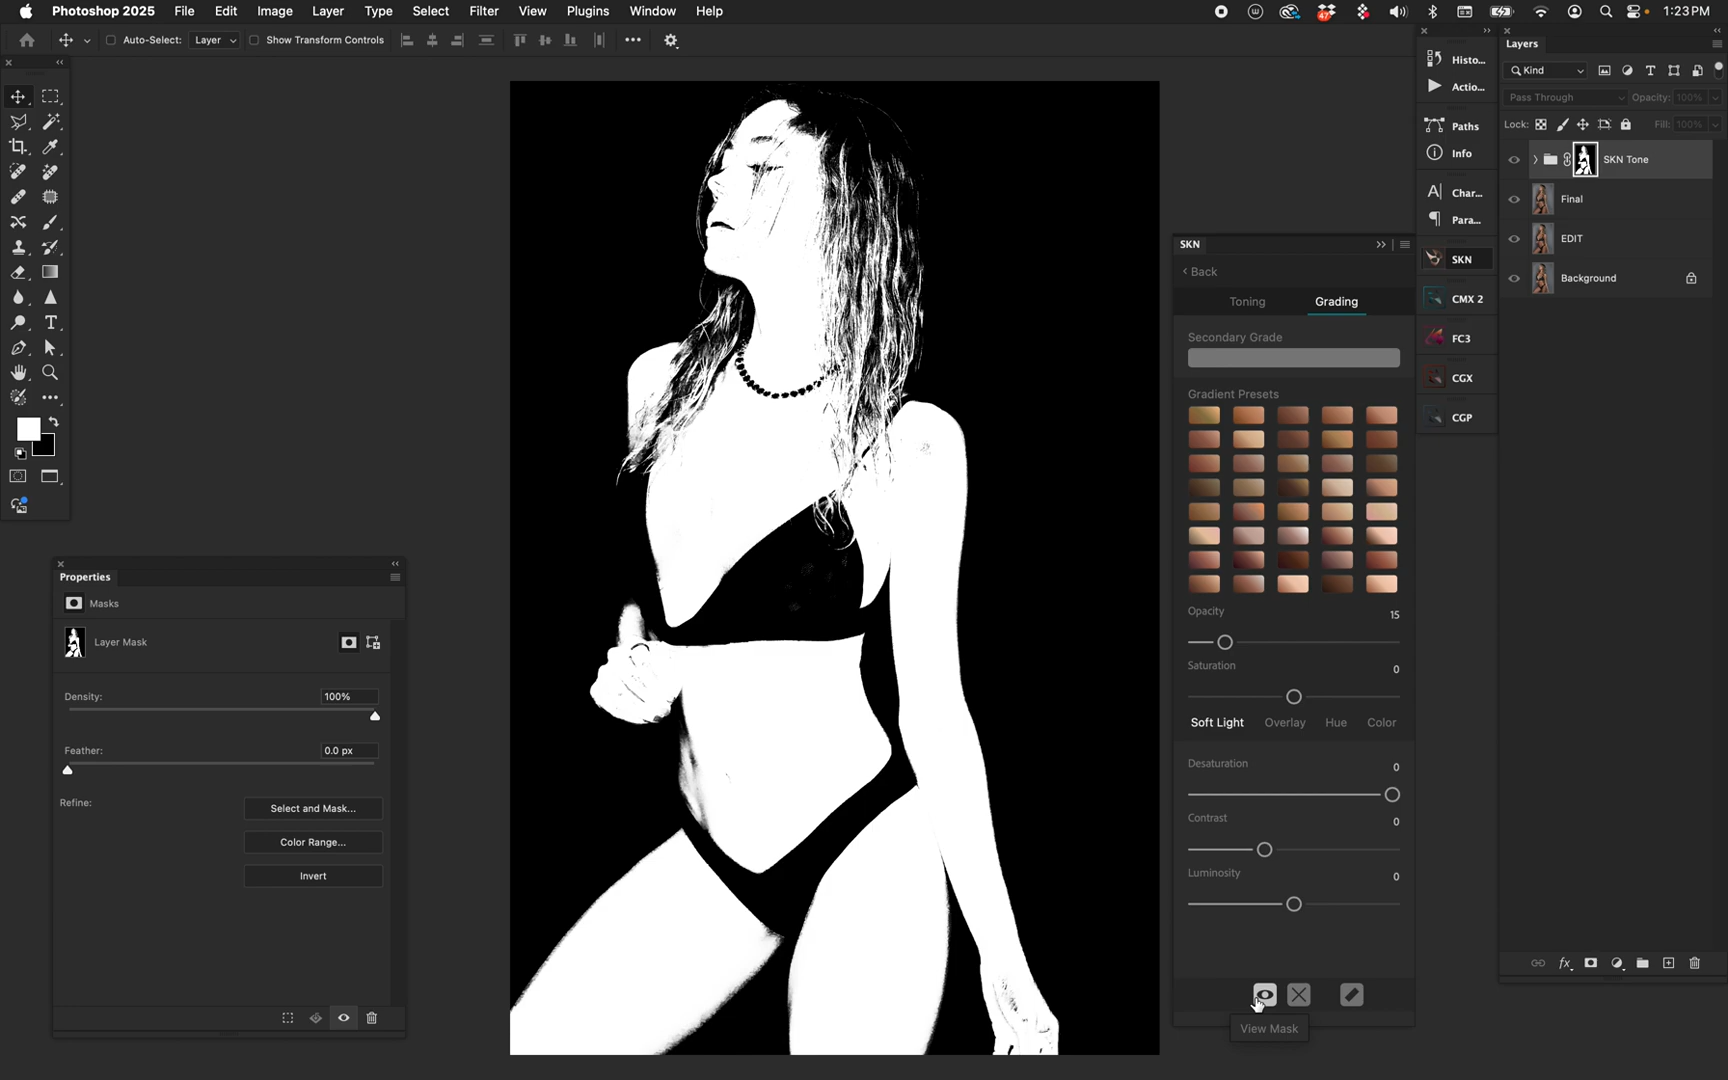 Photoshop 2025 File Edit Image Layer Type Select Filter View Plugins Window Help 47 1:23 PM
Auto-Select: Layer Show Transform Controls
Histo...
Actio...
Paths
Info
Char...
Para...
SKN
CMX 2
FC3
CGX
CGP
Layers
Kind
Pass Through Opacity: 100%
Lock: Fill: 100%
SKN Tone
Final
EDIT
Background
SKN
Back
Toning Grading
Secondary Grade
Gradient Presets
Opacity 15
Saturation 0
Soft Light Overlay Hue Color
Desaturation 0
Contrast 0
Luminosity 0
View Mask
Properties
Masks
Layer Mask
Density: 100%
Feather: 0.0 px
Refine: Select and Mask...
Color Range...
Invert